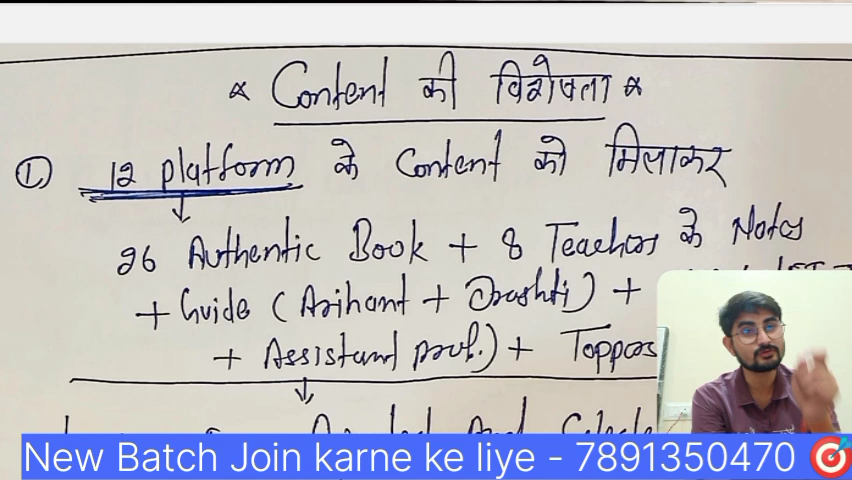 * Content की विशेषता *
① 12 platform के Content को मिलाकर
26 Authentic Book + 8 Teachers के Notes
+ Guide (Arihant + Drashti) +
+ Assistant prof.) + Toppers
New Batch Join karne ke liye - 7891350470 🎯